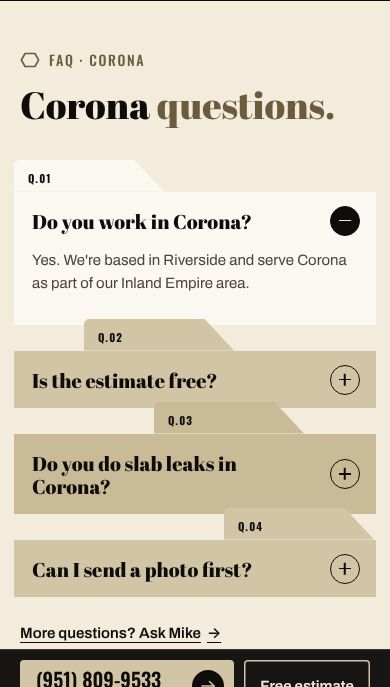 FAQ · CORONA
Corona questions.
Q.01
Do you work in Corona?
Yes. We're based in Riverside and serve Corona
as part of our Inland Empire area.
Q.02
Is the estimate free?
Q.03
Do you do slab leaks in
Corona?
Q.04
Can I send a photo first?
More questions? Ask Mike →
(951) 809-9533
Free estimate